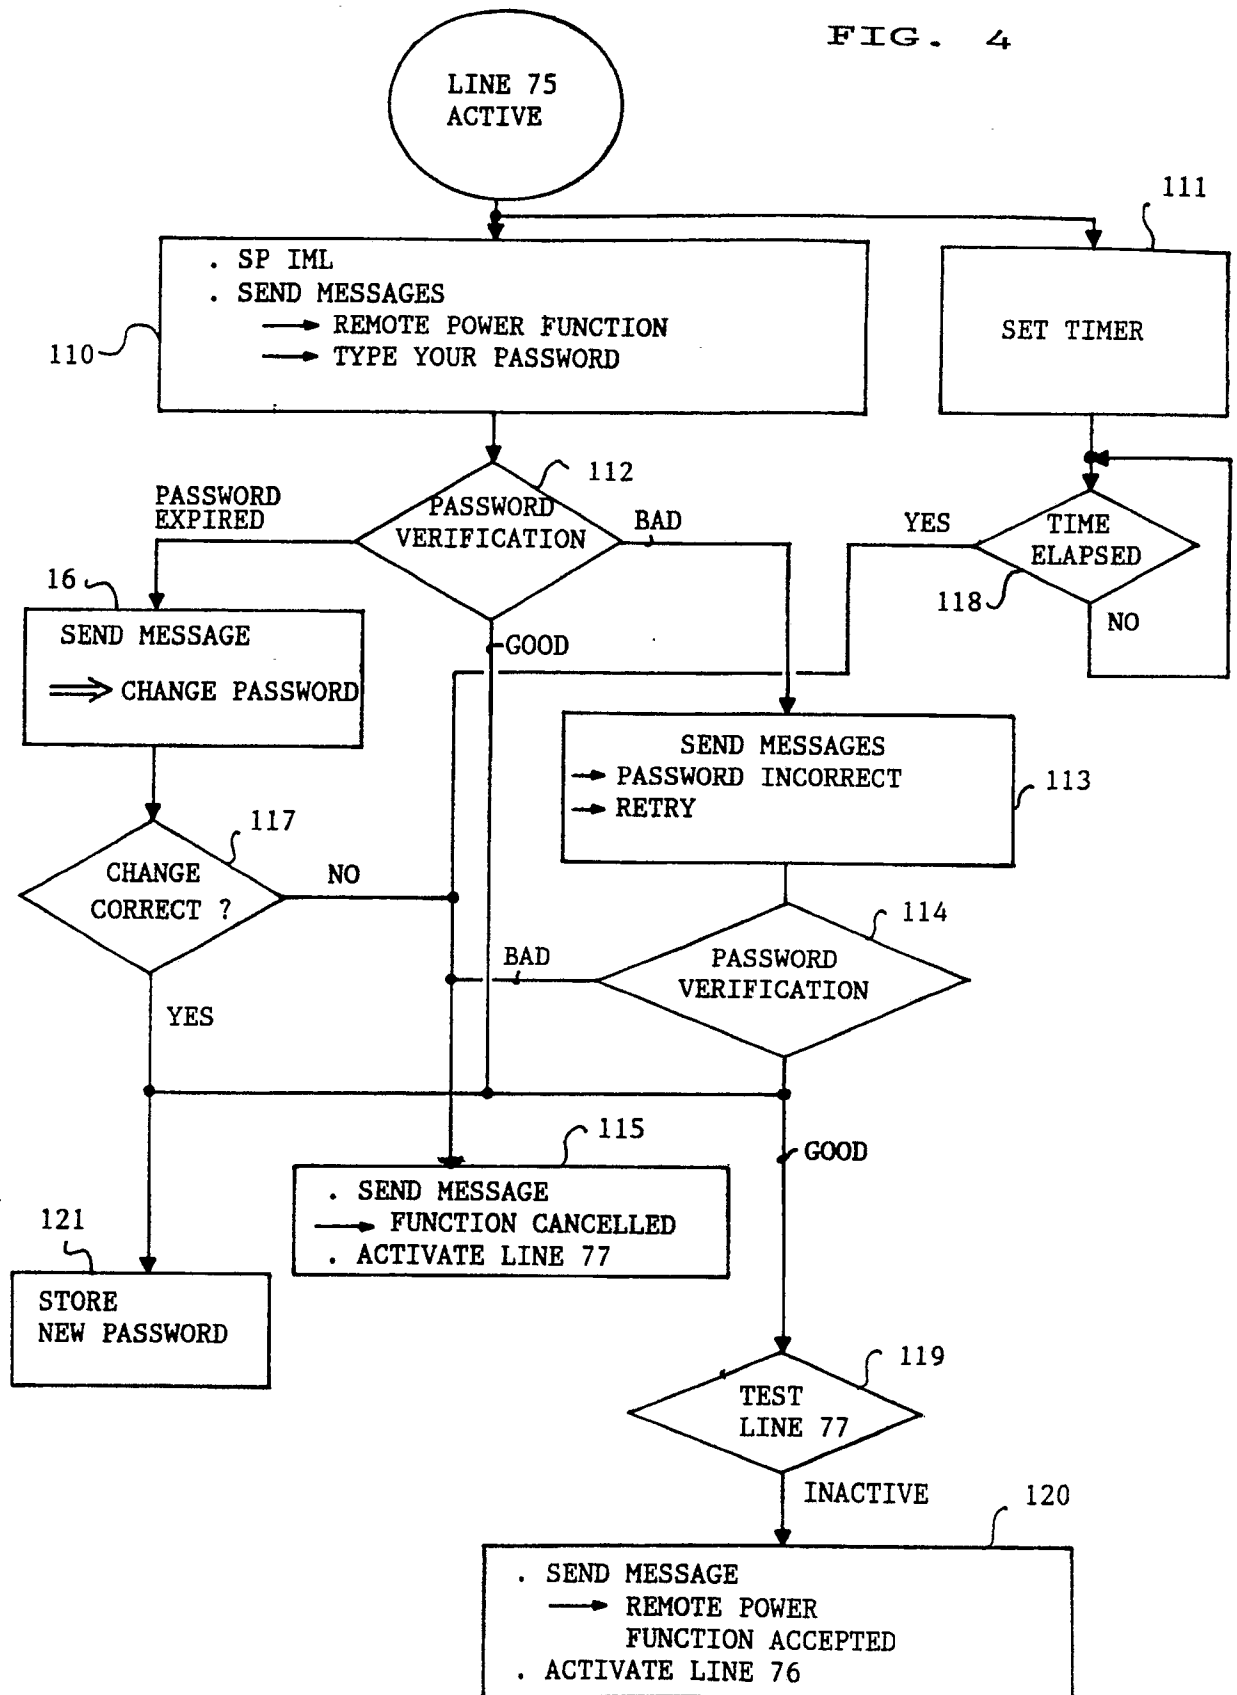 FIG. 4
LINE 75
ACTIVE
111
. SP IML
. SEND MESSAGES
→ REMOTE POWER FUNCTION
→ TYPE YOUR PASSWORD
110
SET TIMER
112
PASSWORD
VERIFICATION
PASSWORD
EXPIRED
BAD
YES
TIME
ELAPSED
118
NO
16
SEND MESSAGE
⇒ CHANGE PASSWORD
GOOD
SEND MESSAGES
→ PASSWORD INCORRECT
→ RETRY
113
117
CHANGE
CORRECT ?
NO
114
PASSWORD
VERIFICATION
BAD
YES
115
GOOD
. SEND MESSAGE
→ FUNCTION CANCELLED
. ACTIVATE LINE 77
121
STORE
NEW PASSWORD
119
TEST
LINE 77
INACTIVE
120
. SEND MESSAGE
→ REMOTE POWER
FUNCTION ACCEPTED
. ACTIVATE LINE 76